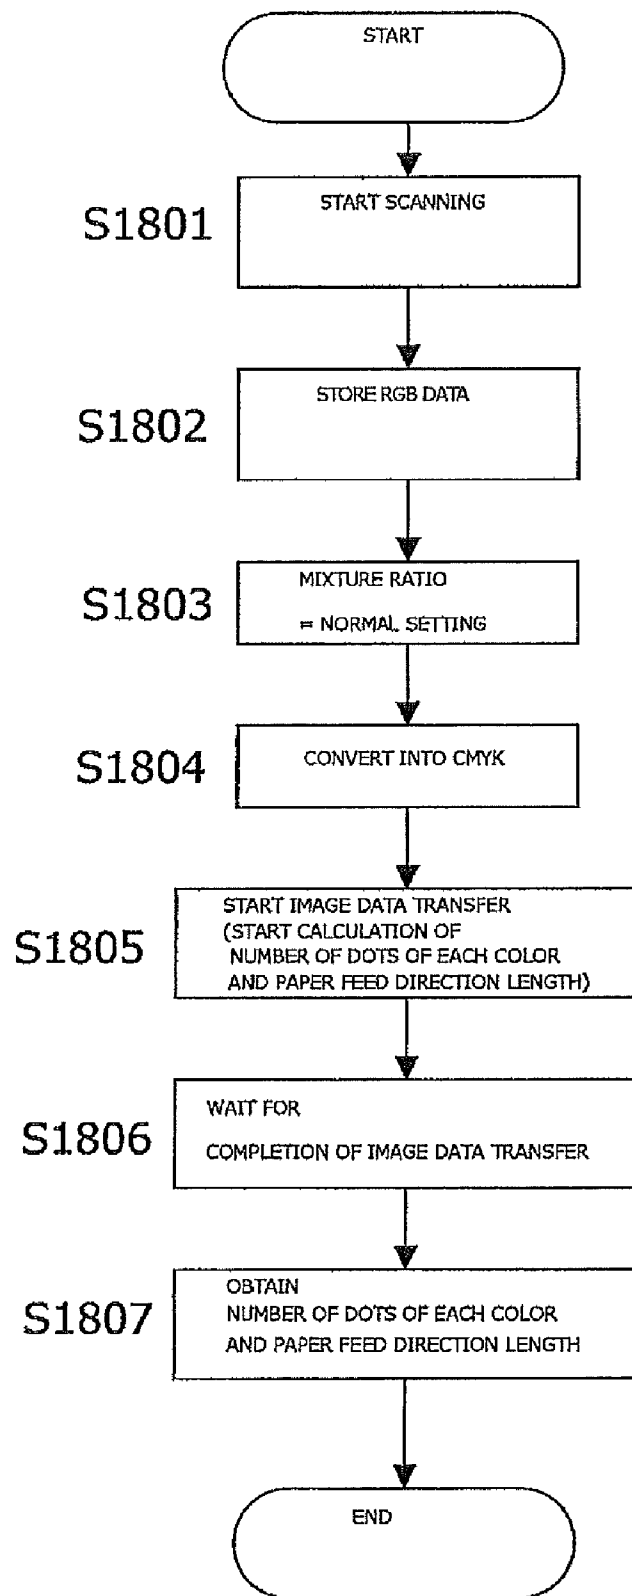 START
START SCANNING
S1801
STORE RGB DATA
S1802
MIXTURE RATIO
= NORMAL SETTING
S1803
CONVERT INTO CMYK
S1804
START IMAGE DATA TRANSFER
(START CALCULATION OF
NUMBER OF DOTS OF EACH COLOR
AND PAPER FEED DIRECTION LENGTH)
S1805
WAIT FOR
COMPLETION OF IMAGE DATA TRANSFER
S1806
OBTAIN
NUMBER OF DOTS OF EACH COLOR
AND PAPER FEED DIRECTION LENGTH
S1807
END